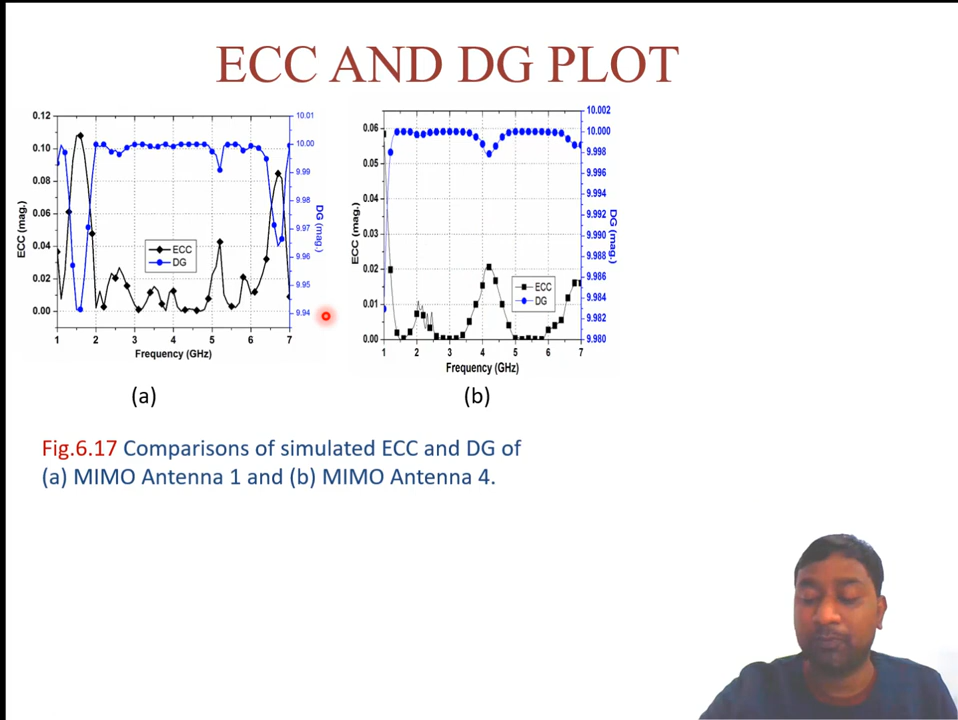 ECC AND DG PLOT
0.12
0.10
0.08
0.06
0.04
0.02
0.00
ECC (mag.)
10.01
10.00
9.99
9.98
9.97
9.96
9.95
9.94
DG (mag.)
ECC
DG
1 2 3 4 5 6 7
Frequency (GHz)
(a)
0.06
0.05
0.04
0.03
0.02
0.01
0.00
ECC (mag.)
10.002
10.000
9.998
9.996
9.994
9.992
9.990
9.988
9.986
9.984
9.982
9.980
DG (mag.)
ECC
DG
1 2 3 4 5 6 7
Frequency (GHz)
(b)
Fig.6.17 Comparisons of simulated ECC and DG of
(a) MIMO Antenna 1 and (b) MIMO Antenna 4.